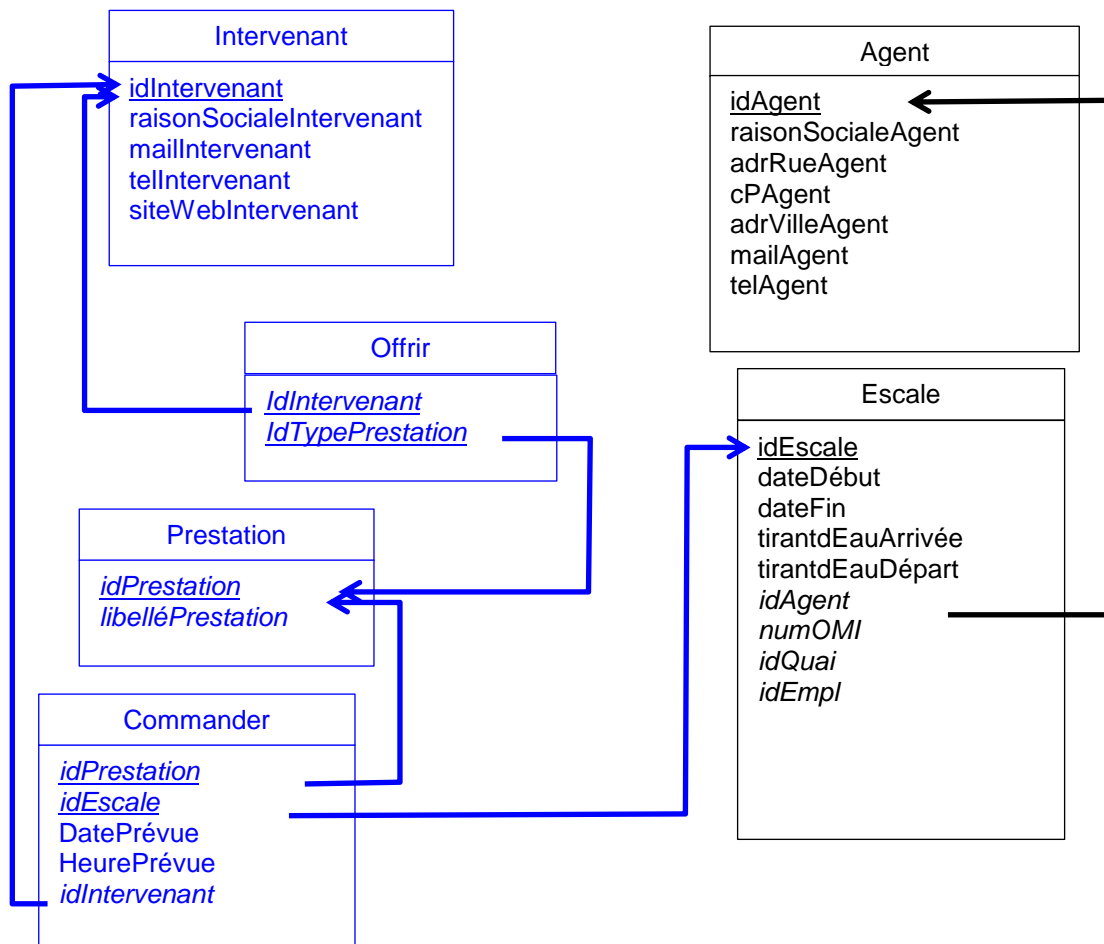 Intervenant
idIntervenant
raisonSocialeIntervenant
mailIntervenant
telIntervenant
siteWebIntervenant
Agent
idAgent
raisonSocialeAgent
adrRueAgent
cPAgent
adrVilleAgent
mailAgent
telAgent
Offrir
IdIntervenant
IdTypePrestation
Escale
idEscale
dateDébut
dateFin
tirantdEauArrivée
tirantdEauDépart
idAgent
numOMI
idQuai
idEmpl
Prestation
idPrestation
libelléPrestation
Commander
idPrestation
idEscale
DatePrévue
HeurePrévue
idIntervenant